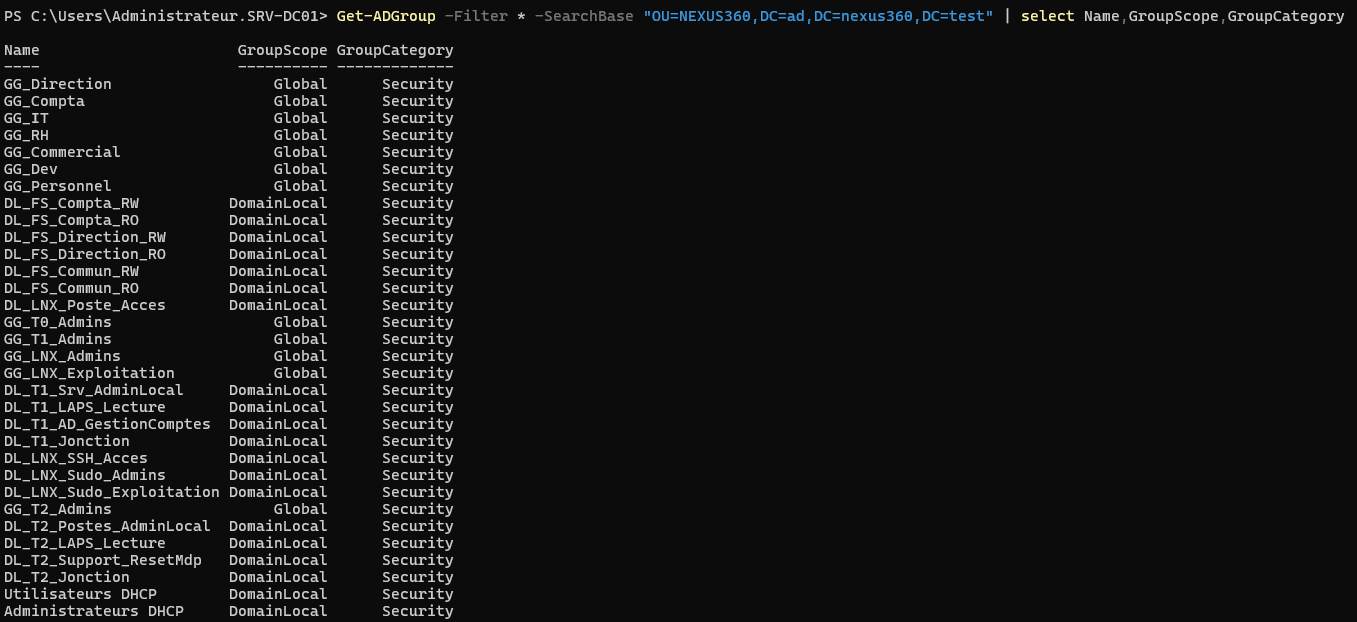 PS C:\Users\Administrateur.SRV-DC01> Get-ADGroup -Filter * -SearchBase "OU=NEXUS360,DC=ad,DC=nexus360,DC=test" | select Name,GroupScope,GroupCategory
Name GroupScope GroupCategory
---- ---------- -------------
GG_Direction Global Security
GG_Compta Global Security
GG_IT Global Security
GG_RH Global Security
GG_Commercial Global Security
GG_Dev Global Security
GG_Personnel Global Security
DL_FS_Compta_RW DomainLocal Security
DL_FS_Compta_RO DomainLocal Security
DL_FS_Direction_RW DomainLocal Security
DL_FS_Direction_RO DomainLocal Security
DL_FS_Commun_RW DomainLocal Security
DL_FS_Commun_RO DomainLocal Security
DL_LNX_Poste_Acces DomainLocal Security
GG_T0_Admins Global Security
GG_T1_Admins Global Security
GG_LNX_Admins Global Security
GG_LNX_Exploitation Global Security
DL_T1_Srv_AdminLocal DomainLocal Security
DL_T1_LAPS_Lecture DomainLocal Security
DL_T1_AD_GestionComptes DomainLocal Security
DL_T1_Jonction DomainLocal Security
DL_LNX_SSH_Acces DomainLocal Security
DL_LNX_Sudo_Admins DomainLocal Security
DL_LNX_Sudo_Exploitation DomainLocal Security
GG_T2_Admins Global Security
DL_T2_Postes_AdminLocal DomainLocal Security
DL_T2_LAPS_Lecture DomainLocal Security
DL_T2_Support_ResetMdp DomainLocal Security
DL_T2_Jonction DomainLocal Security
Utilisateurs DHCP DomainLocal Security
Administrateurs DHCP DomainLocal Security